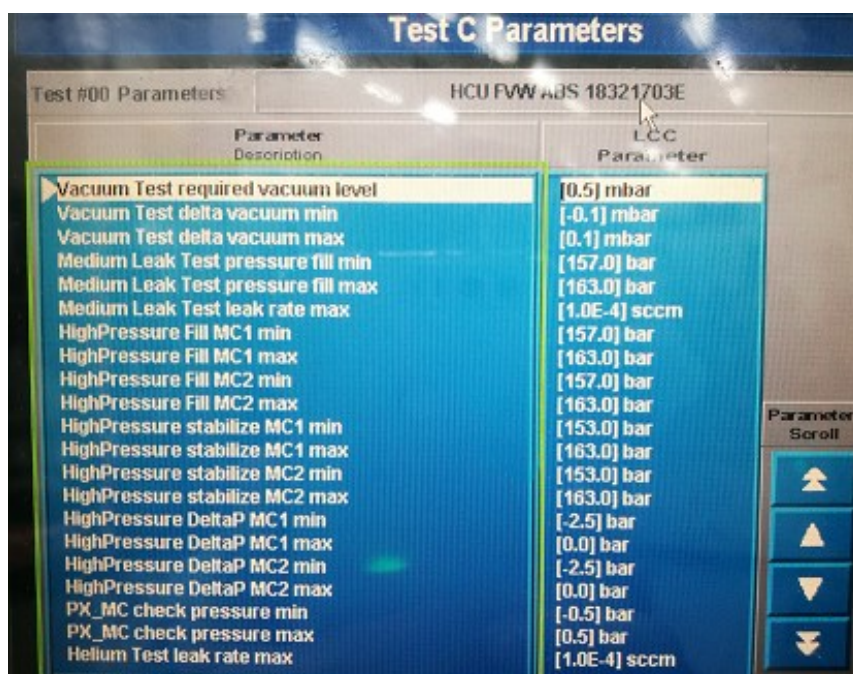 Test C Parameters
Test #00 Parameters HCU FVW ABS 18321703E
Parameter Description LCC Parameter
Vacuum Test required vacuum level [0.5] mbar
Vacuum Test delta vacuum min [-0.1] mbar
Vacuum Test delta vacuum max [0.1] mbar
Medium Leak Test pressure fill min [157.0] bar
Medium Leak Test pressure fill max [163.0] bar
Medium Leak Test leak rate max [1.0E-4] sccm
HighPressure Fill MC1 min [157.0] bar
HighPressure Fill MC1 max [163.0] bar
HighPressure Fill MC2 min [157.0] bar
HighPressure Fill MC2 max [163.0] bar
HighPressure stabilize MC1 min [153.0] bar
HighPressure stabilize MC1 max [163.0] bar
HighPressure stabilize MC2 min [153.0] bar
HighPressure stabilize MC2 max [163.0] bar
HighPressure DeltaP MC1 min [-2.5] bar
HighPressure DeltaP MC1 max [0.0] bar
HighPressure DeltaP MC2 min [-2.5] bar
HighPressure DeltaP MC2 max [0.0] bar
PX_MC check pressure min [-0.5] bar
PX_MC check pressure max [0.5] bar
Helium Test leak rate max [1.0E-4] sccm
Parameter
Scroll